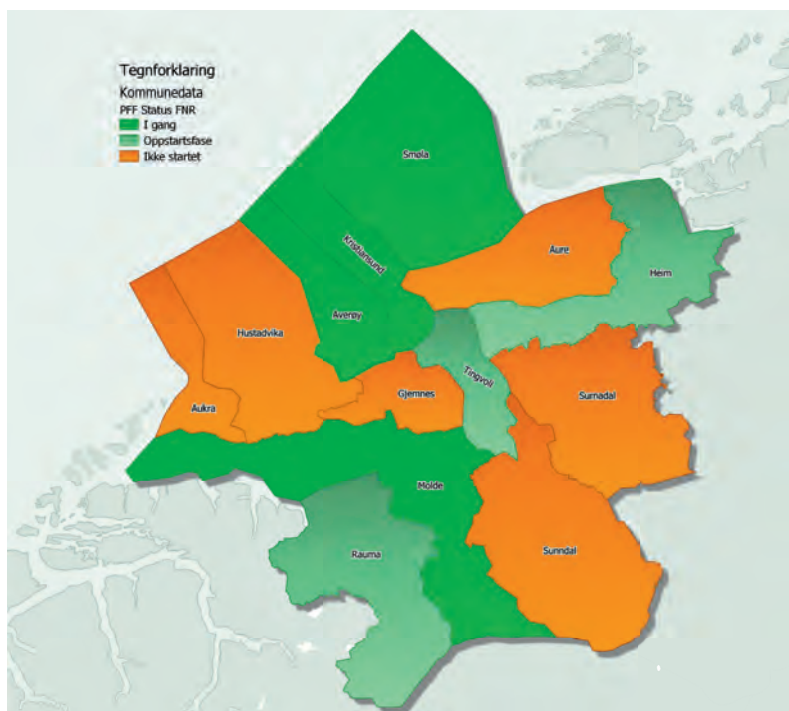 Tegnforklaring
Kommunedata
PFF Status FNR
I gang
Oppstartsfase
Ikke startet
Smøla
Kristiansund
Aure
Heim
Averøy
Hustadvika
Tingvoll
Gjemnes
Surnadal
Aukra
Molde
Rauma
Sunndal